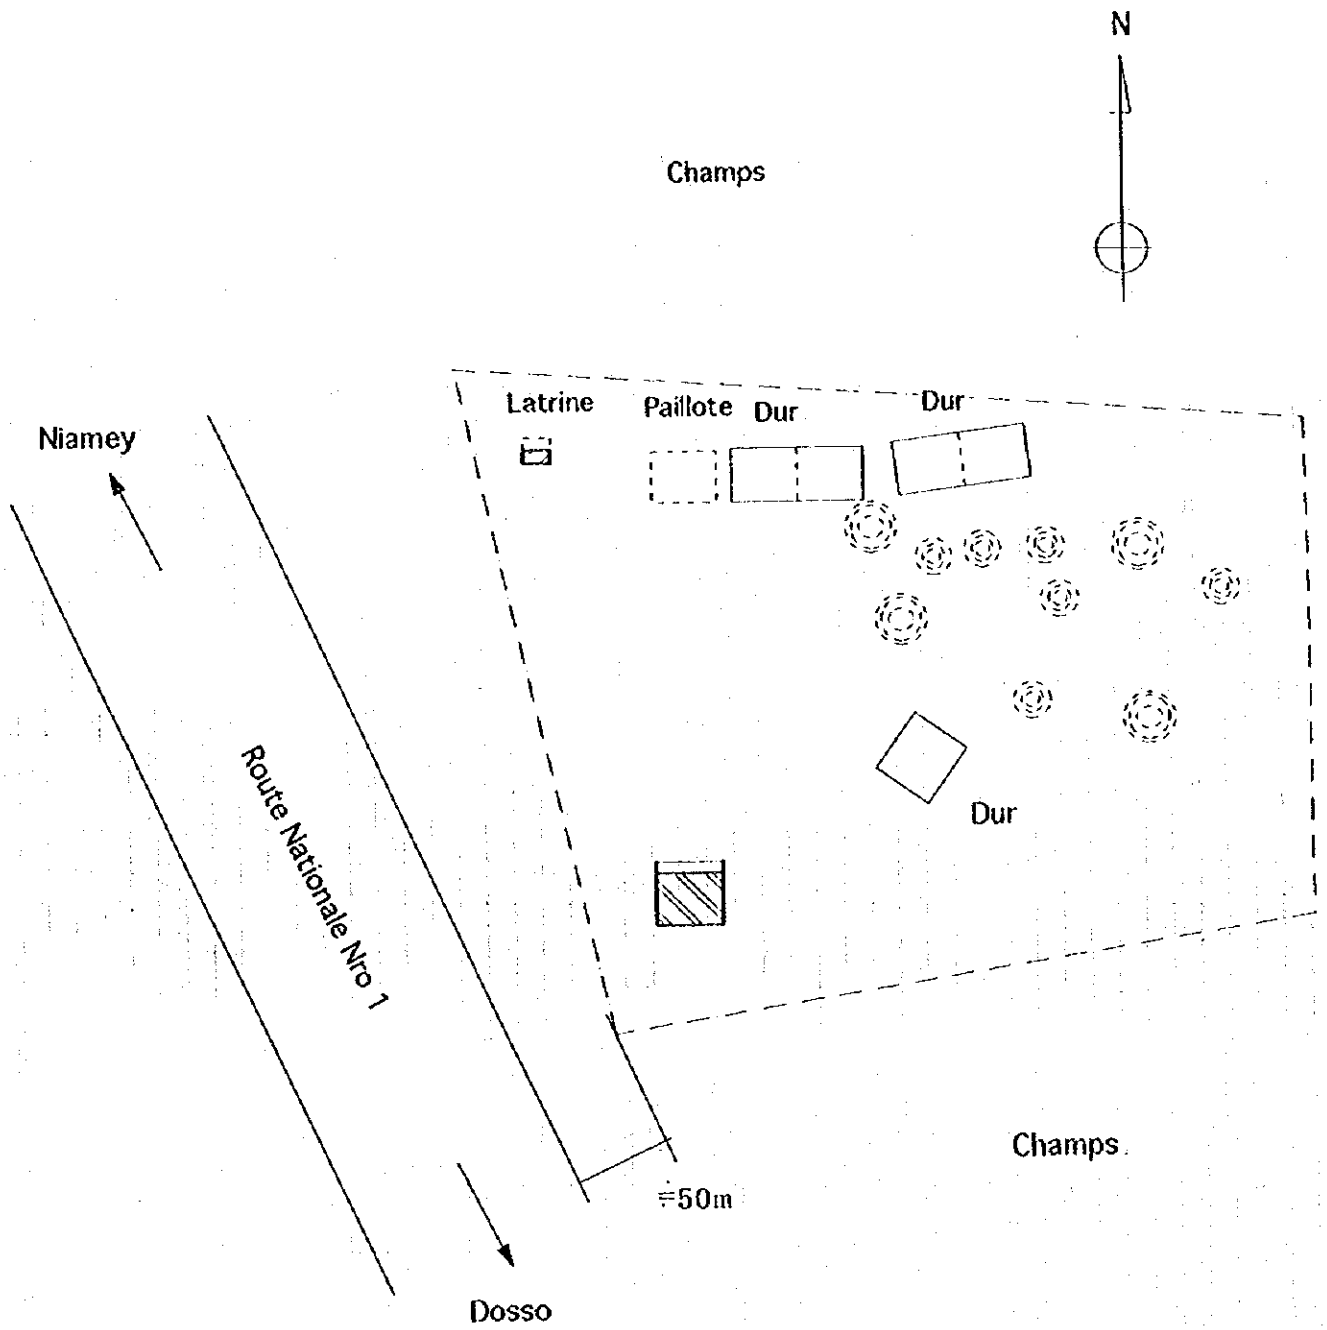 N
Champs
Latrine
Paillote
Dur
Dur
Niamey
Route Nationale Nro 1
Dur
Champs
≒50m
Dosso